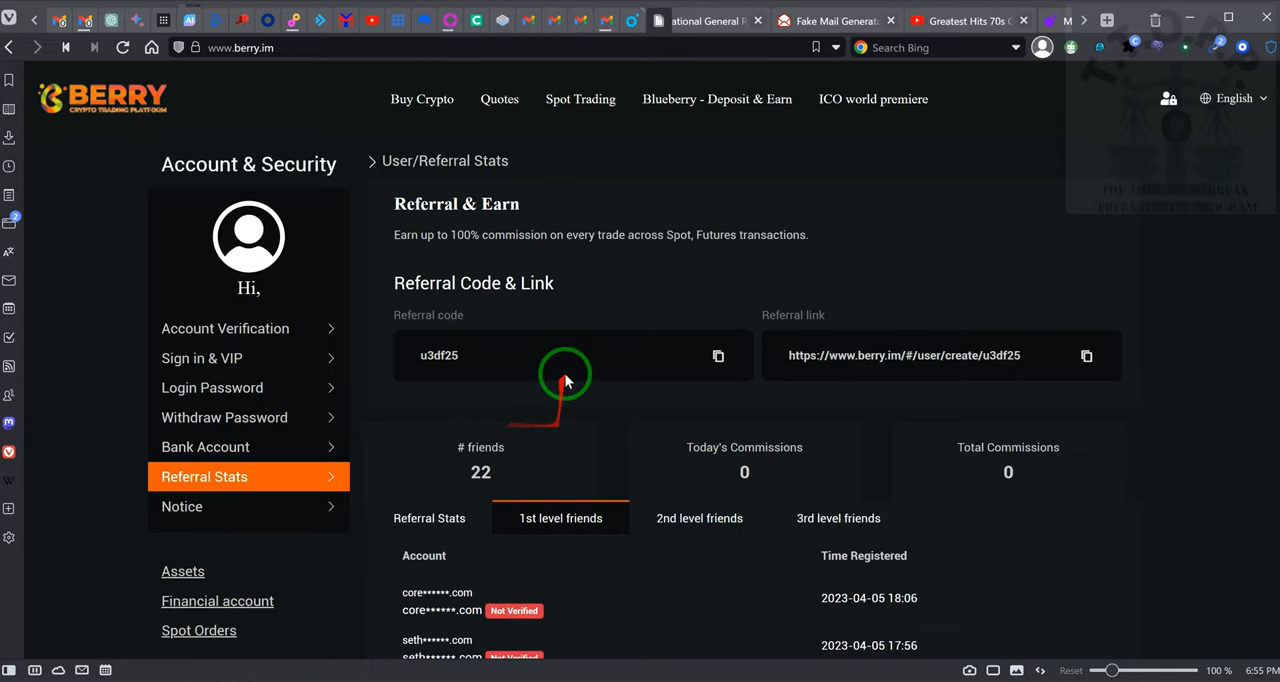 ational General R
Fake Mail Generato
Greatest Hits 70s C
M
www.berry.im
Search Bing
C
2
BERRY
CRYPTO TRADING PLATFORM
Buy Crypto
Quotes
Spot Trading
Blueberry - Deposit & Earn
ICO world premiere
English
T.T.O.P.P
Account & Security
User/Referral Stats
Hi,
Account Verification
Sign in & VIP
Login Password
Withdraw Password
Bank Account
Referral Stats
Notice
Assets
Financial account
Spot Orders
Referral & Earn
Earn up to 100% commission on every trade across Spot, Futures transactions.
Referral Code & Link
Referral code
Referral link
u3df25
https://www.berry.im/#/user/create/u3df25
# friends
Today's Commissions
Total Commissions
22
0
0
Referral Stats
1st level friends
2nd level friends
3rd level friends
Account
Time Registered
core******.com
core******.com Not Verified
2023-04-05 18:06
seth******.com
seth******.com Not Verified
2023-04-05 17:56
Reset
100 %
6:55 PM